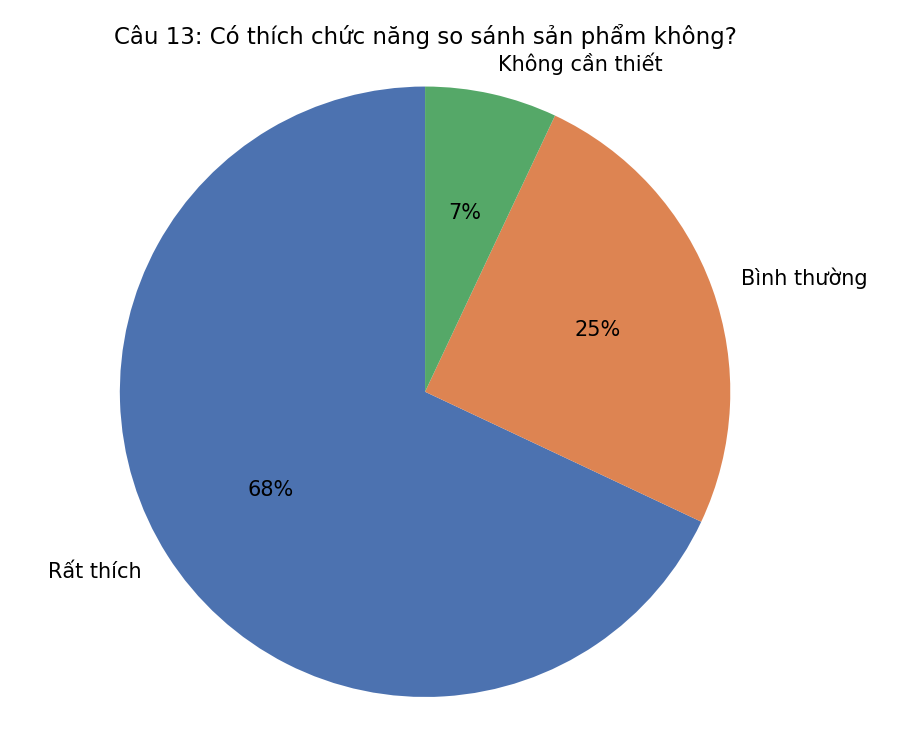 Câu 13: Có thích chức năng so sánh sản phẩm không?
Không cần thiết
7%
Bình thường
25%
68%
Rất thích